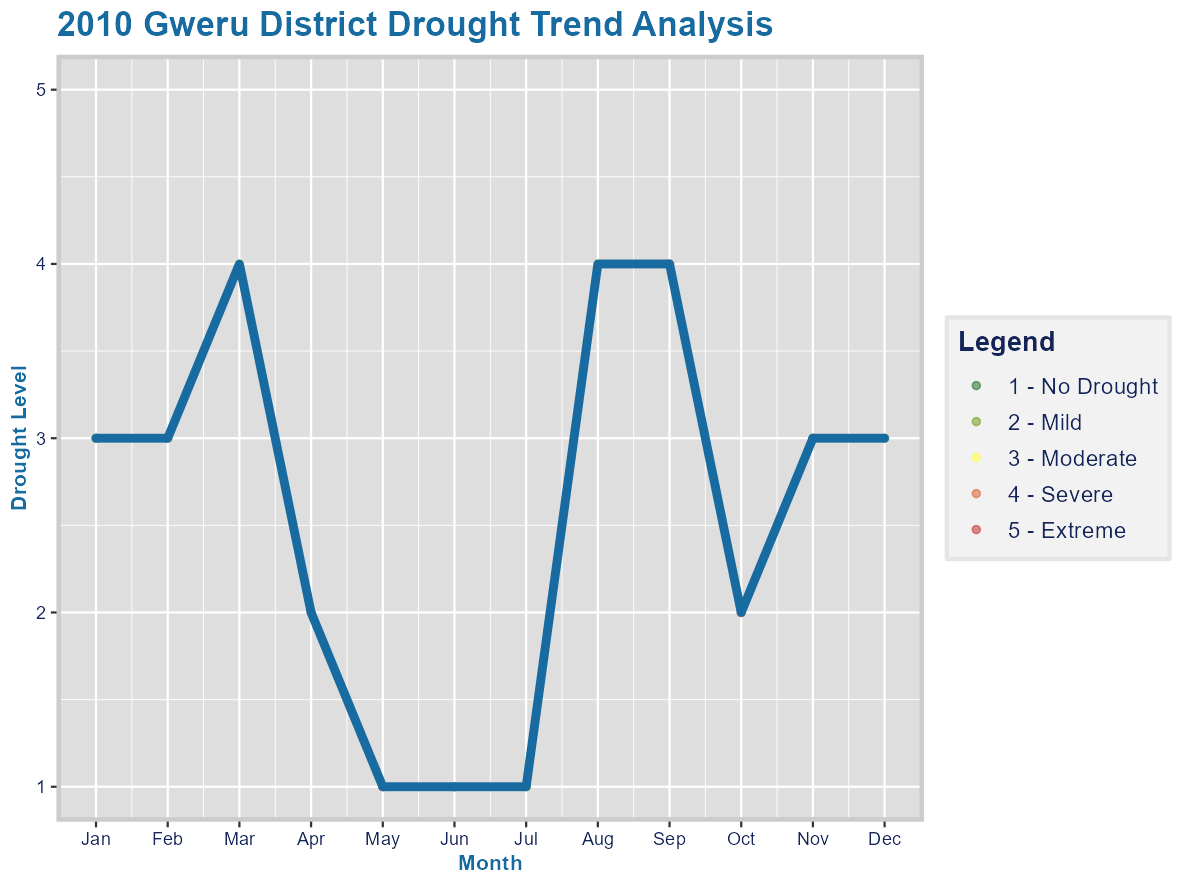 2010 Gweru District Drought Trend Analysis
5
4
3
2
1
Drought Level
Jan Feb Mar Apr May Jun Jul Aug Sep Oct Nov Dec
Month
Legend
1 - No Drought
2 - Mild
3 - Moderate
4 - Severe
5 - Extreme